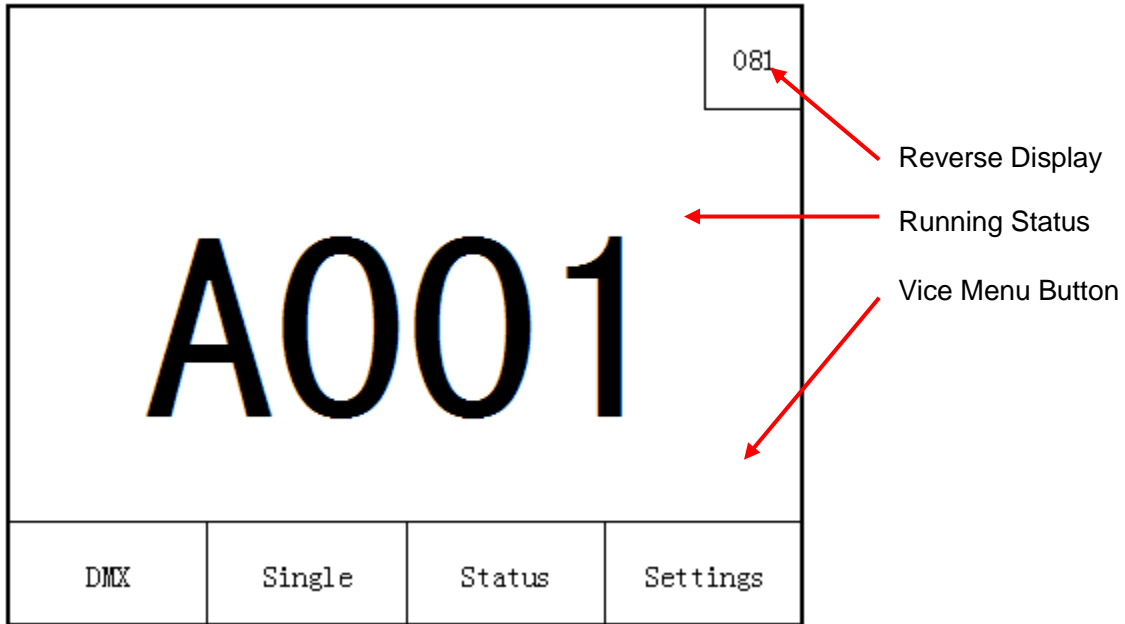 081
Reverse Display
Running Status
A001
Vice Menu Button
DMX Single Status Settings